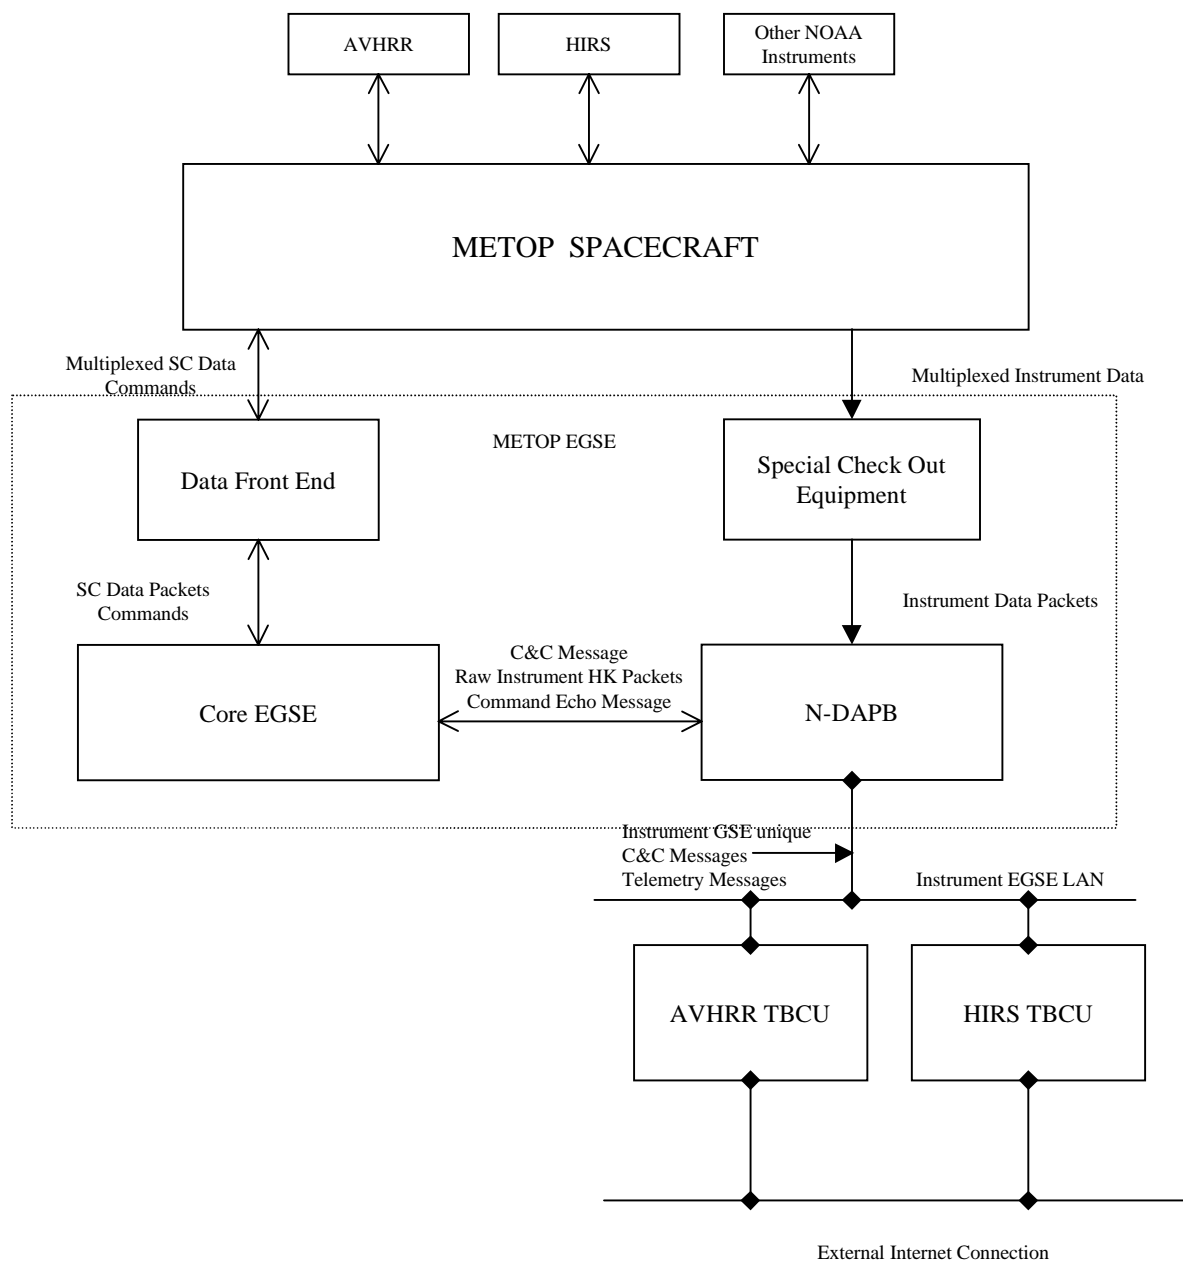 AVHRR
HIRS
Other NOAA
Instruments
METOP SPACECRAFT
Multiplexed SC Data
Commands
Multiplexed Instrument Data
METOP EGSE
Data Front End
Special Check Out
Equipment
SC Data Packets
Commands
Instrument Data Packets
C&C Message
Raw Instrument HK Packets
Command Echo Message
Core EGSE
N-DAPB
Instrument GSE unique
C&C Messages
Telemetry Messages
Instrument EGSE LAN
AVHRR TBCU
HIRS TBCU
External Internet Connection